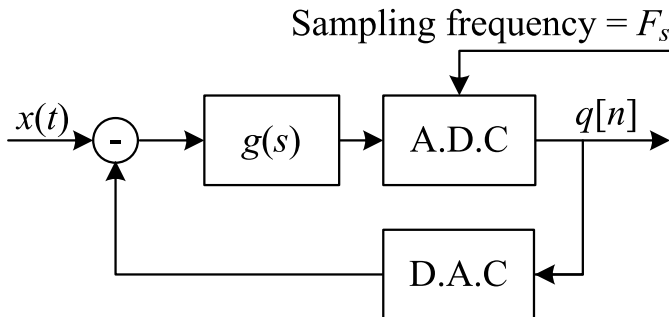 Sampling frequency = Fs
x(t)
-
g(s)
A.D.C
q[n]
D.A.C